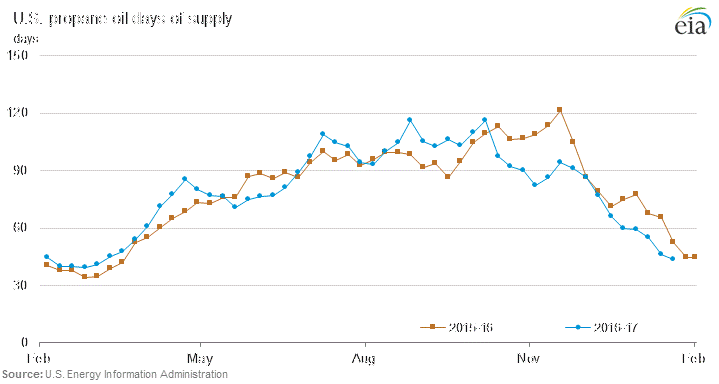 U.S. propane oil days of supply
eia
days
150
120
90
60
30
0
2015-16
2016-17
Feb
May
Aug
Nov
Feb
Source: U.S. Energy Information Administration